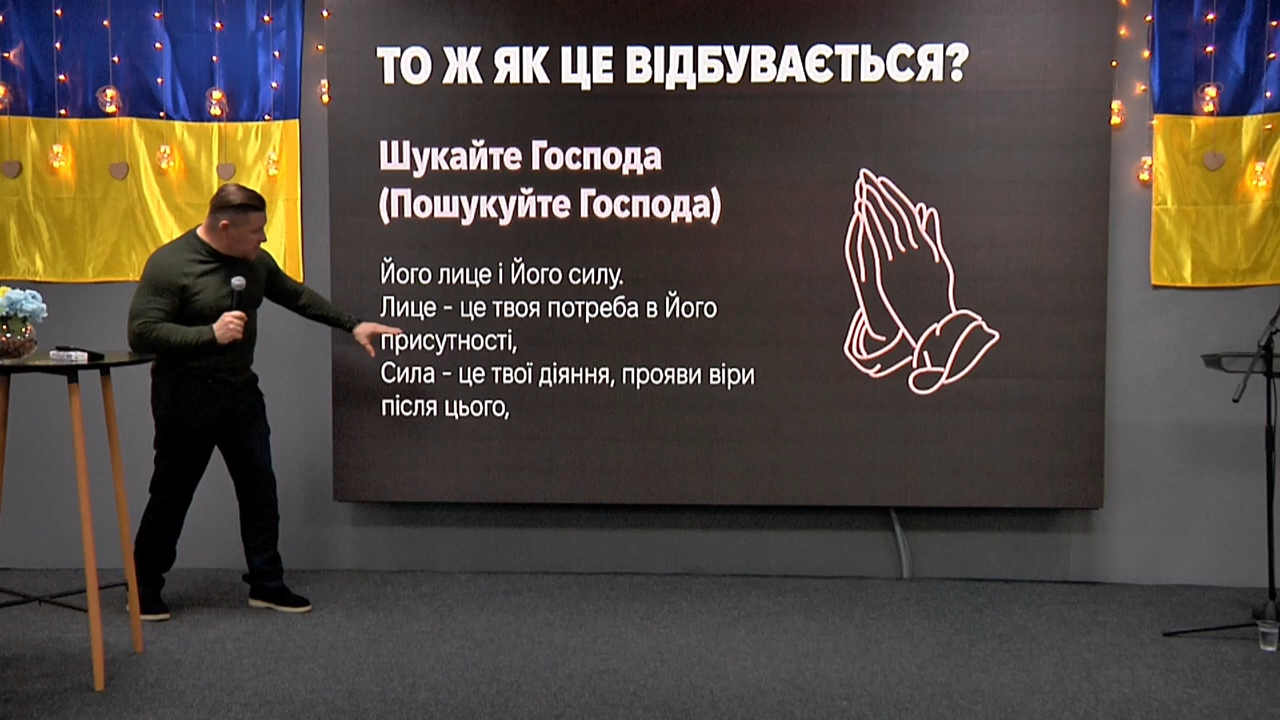 ТО Ж ЯК ЦЕ ВІДБУВАЄТЬСЯ?
Шукайте Господа
(Пошукуйте Господа)
Його лице і Його силу.
Лице - це твоя потреба в Його
присутності,
Сила - це твої діяння, прояви віри
після цього,